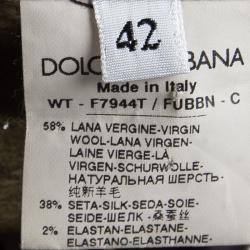 42
DOLC BANA
Made in Italy
WT - F7944T / FUBBN - C
58% LANA VERGINE-VIRGIN
WOOL-LANA VIRGEN-
LAINE VIERGE-LÀ
VIRGEN-SCHURWOLLE-
НАТУРАЛЬНАЯ ШЕРСТЬ-
纯新羊毛
38% SETA-SILK-SEDA-SOIE-
SEIDE-ШЕЛК - 桑蚕丝
2% ELASTAN-ELASTANE-
ELASTANO-ELASTHANNE-